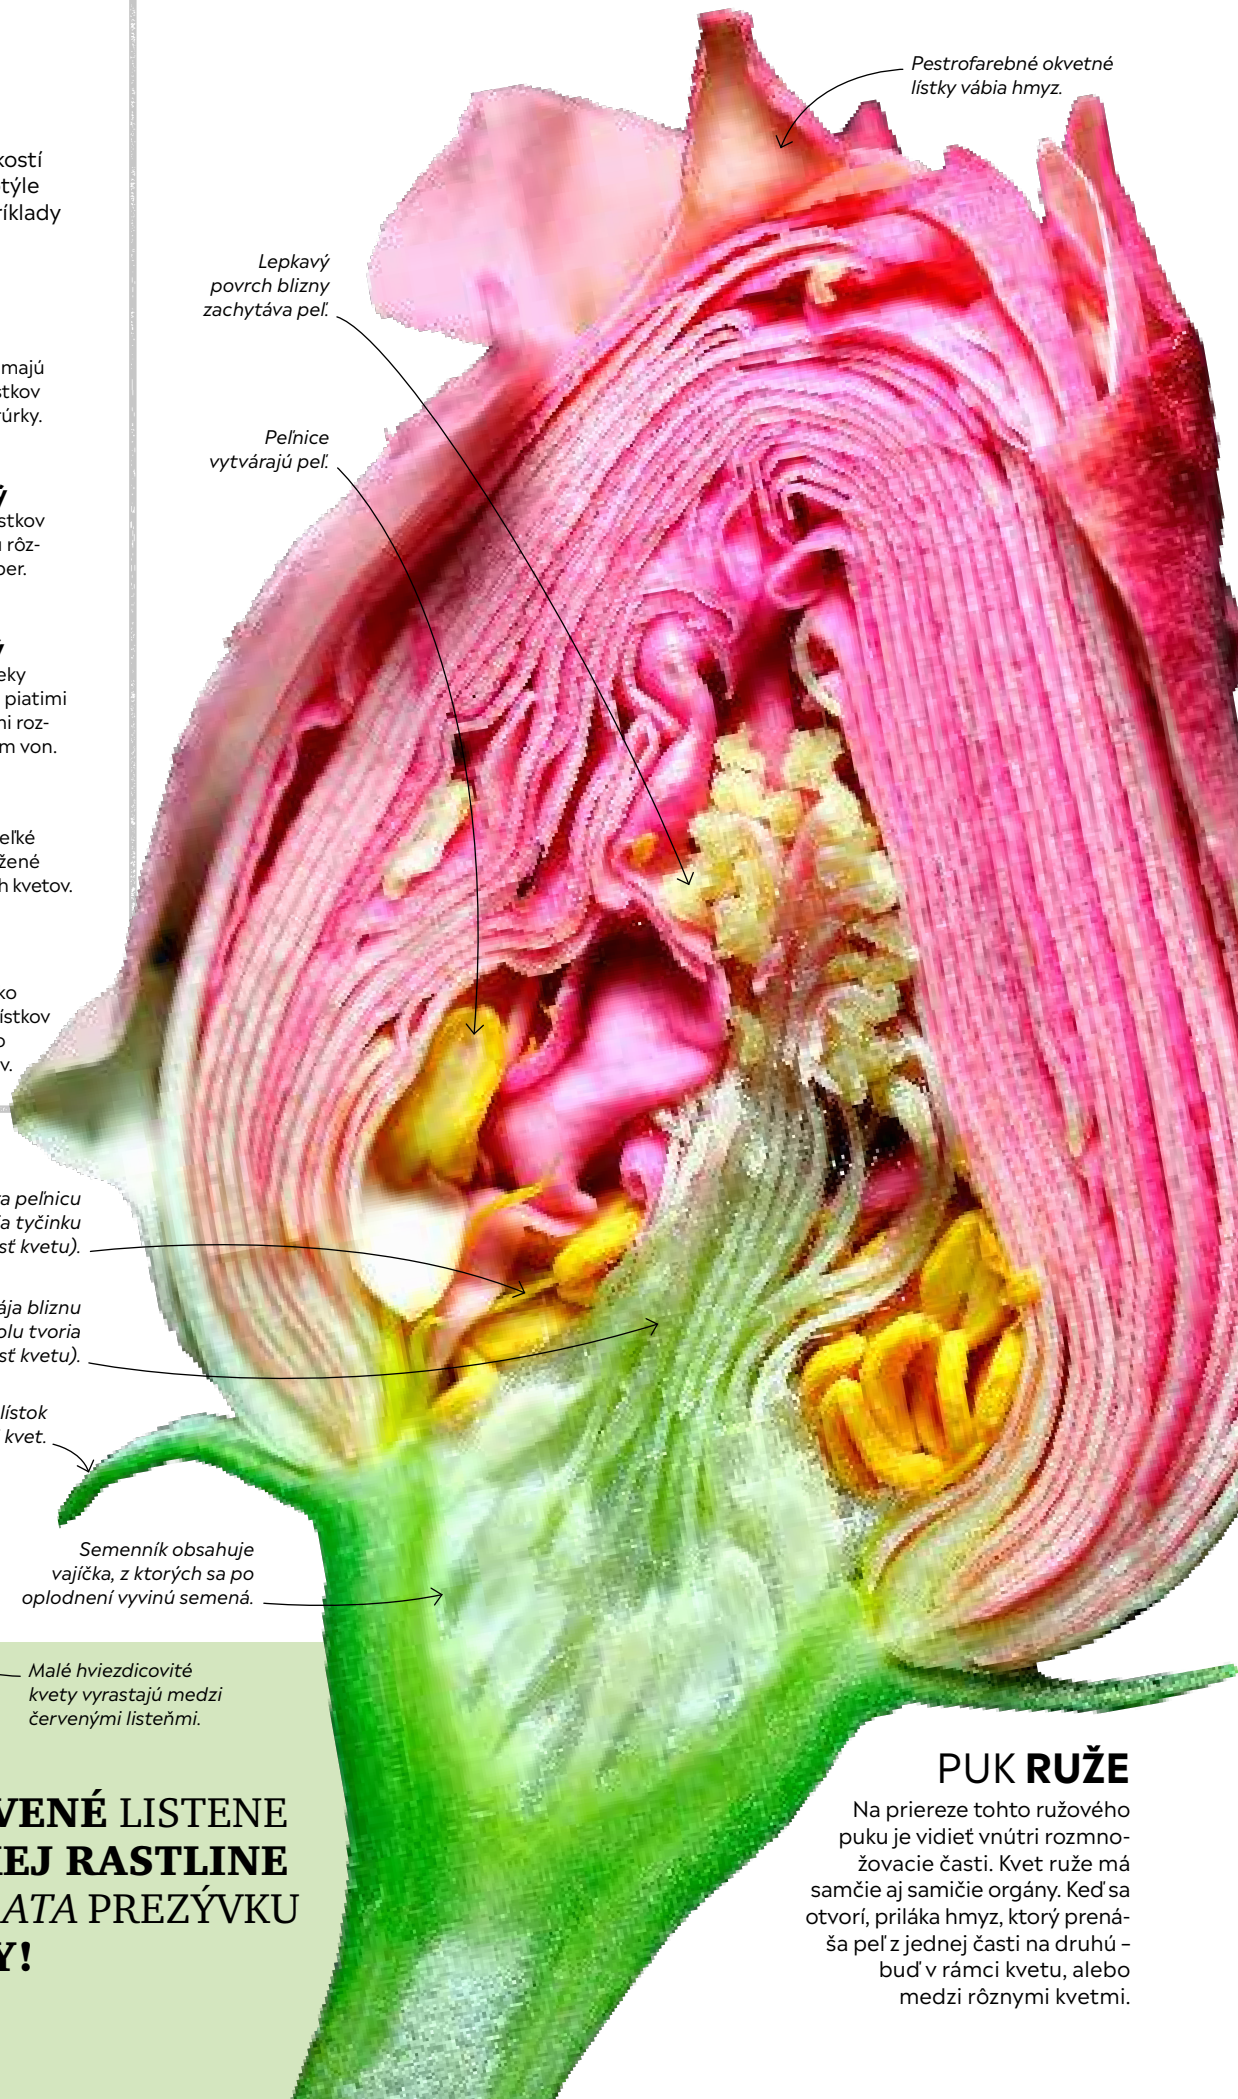 Pestrofarebné okvetné
lístky vábia hmyz.
kostí
týle
ríklady
Lepkavý
povrch blizny
zachytáva peľ.
majú
stkov
rúrky.
Peľnice
vytvárajú peľ.
ý
stkov
rôz-
per.
ý
eky
piatimi
ni roz-
m von.
eľké
žené
h kvetov.
ko
ístkov
o
v.
a peľnicu
a tyčinku
sť kvetu).
ája bliznu
olu tvoria
sť kvetu).
lístok
kvet.
Semenník obsahuje
vajíčka, z ktorých sa po
oplodnení vyvinú semená.
Malé hviezdicovité
kvety vyrastajú medzi
červenými listeňmi.
VENÉ LISTENE
EJ RASTLINE
ATA PREZÝVKU
Y!
PUK RUŽE
Na priereze tohto ružového
puku je vidieť vnútri rozmno-
žovacie časti. Kvet ruže má
samčie aj samičie orgány. Keď sa
otvorí, priláka hmyz, ktorý prená-
ša peľ z jednej časti na druhú –
buď v rámci kvetu, alebo
medzi rôznymi kvetmi.